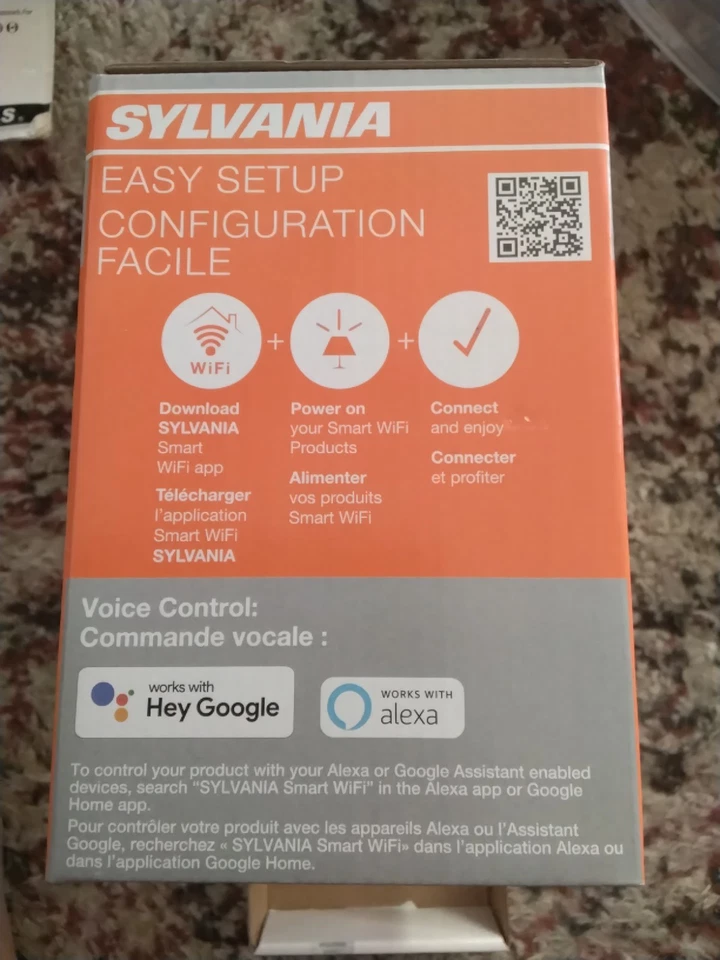 SYLVANIA
EASY SETUP
CONFIGURATION
FACILE
WiFi
+
+
Download
SYLVANIA
Smart
WiFi app
Télécharger
l'application
Smart WiFi
SYLVANIA
Power on
your Smart WiFi
Products
Alimenter
vos produits
Smart WiFi
Connect
and enjoy
Connecter
et profiter
Voice Control:
Commande vocale :
works with
Hey Google
WORKS WITH
alexa
To control your product with your Alexa or Google Assistant enabled
devices, search "SYLVANIA Smart WiFi" in the Alexa app or Google
Home app.
Pour contrôler votre produit avec les appareils Alexa ou l'Assistant
Google, recherchez « SYLVANIA Smart WiFi» dans l'application Alexa ou
dans l'application Google Home.